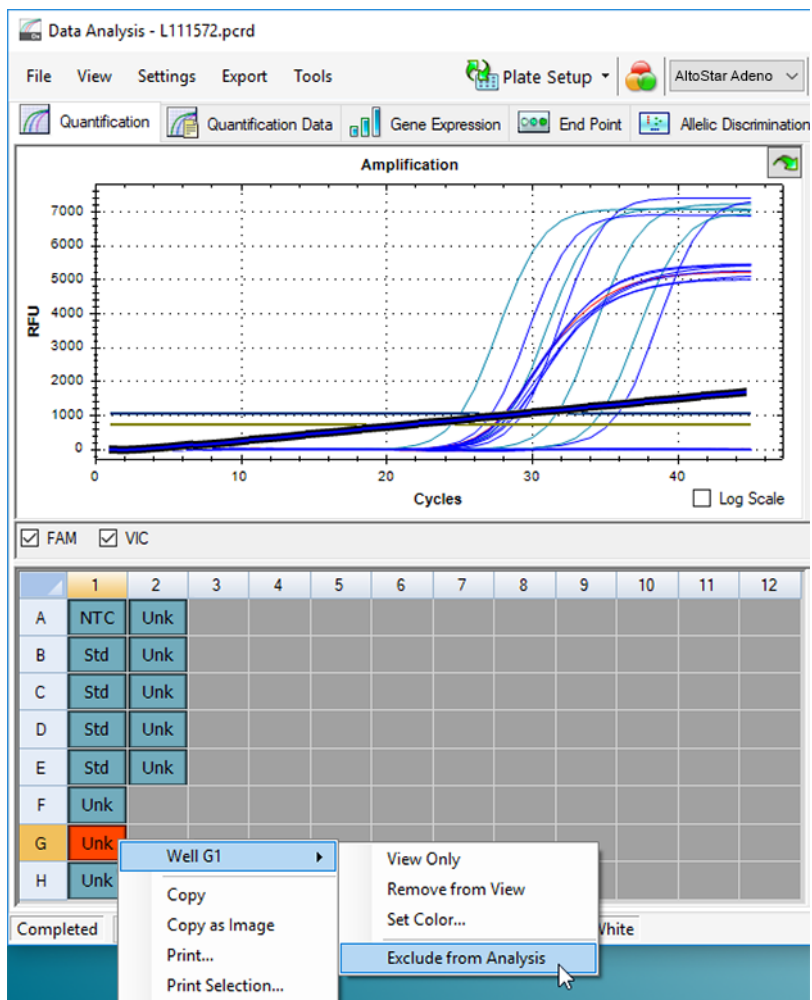 Data Analysis - L111572.pcrd
File View Settings Export Tools Plate Setup AltoStar Adeno
Quantification Quantification Data Gene Expression End Point Allelic Discrimination
Amplification
7000
6000
5000
4000
3000
2000
1000
0
RFU
0 10 20 30 40
Cycles
Log Scale
FAM VIC
1 2 3 4 5 6 7 8 9 10 11 12
A NTC Unk
B Std Unk
C Std Unk
D Std Unk
E Std Unk
F Unk
G Unk
H Unk
Well G1
Copy
Copy as Image
Print...
Print Selection...
View Only
Remove from View
Set Color...
Exclude from Analysis
Completed